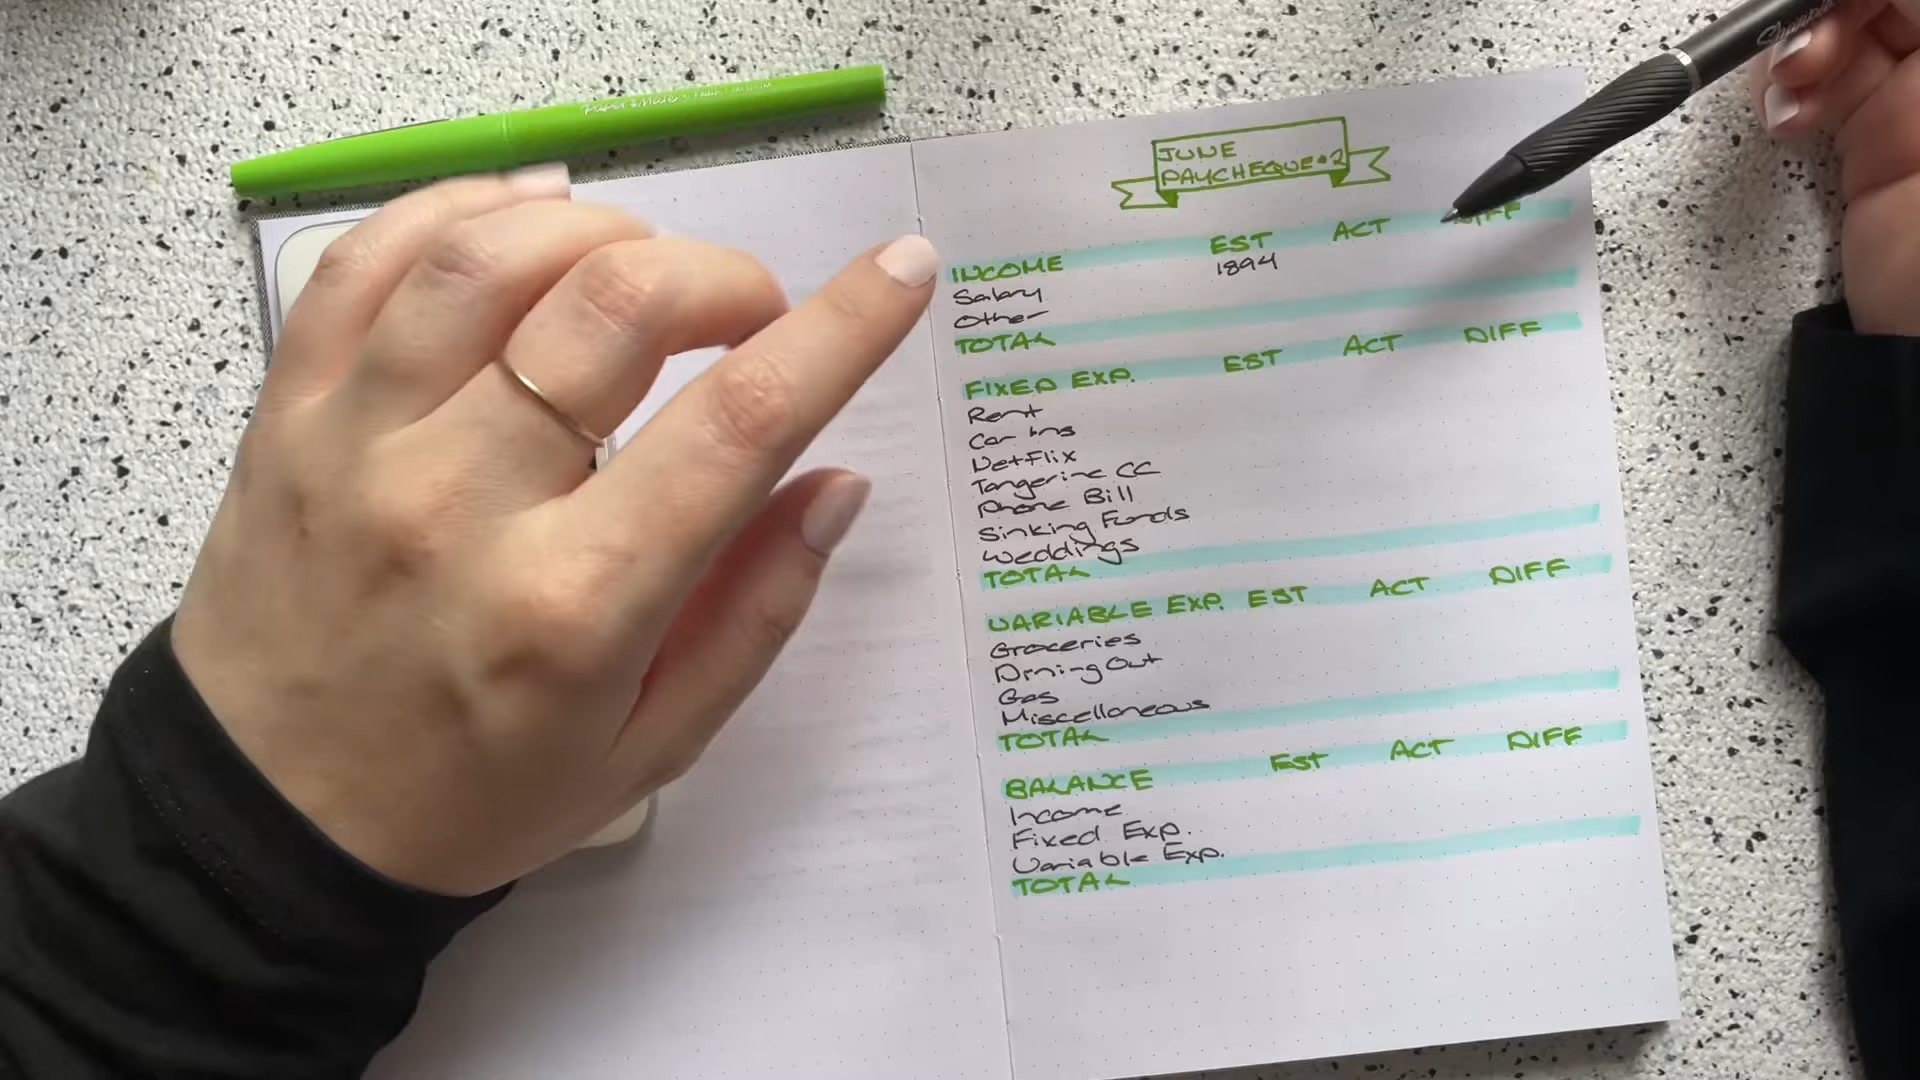 Paper Mate
JUNE
PAYCHEQUE #2
INCOME EST ACT DIFF
Salary 1894
Other
TOTAL
FIXED EXP. EST ACT DIFF
Rent
Car Ins
Netflix
Tangerine CC
Phone Bill
Sinking Funds
Weddings
TOTAL
VARIABLE EXP. EST ACT DIFF
Groceries
Dining Out
Gas
Miscellaneous
TOTAL
BALANCE EST ACT DIFF
Income
Fixed Exp.
Variable Exp.
TOTAL